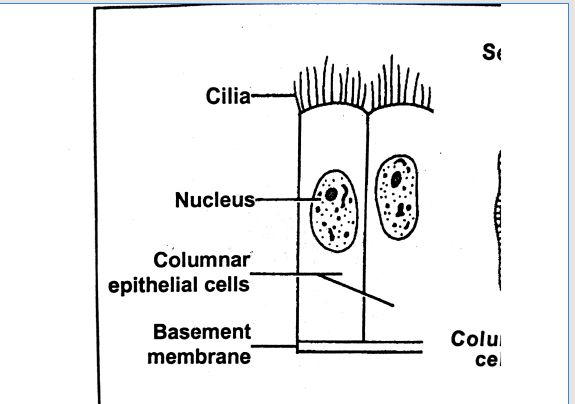 Cilia
Nucleus
Columnar
epithelial cells
Basement
membrane